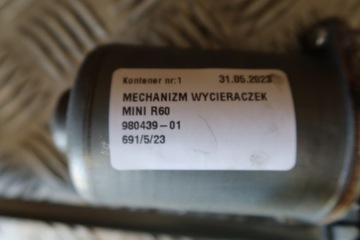 Kontener nr:1 31.05.2023
MECHANIZM WYCIERACZEK
MINI R60
980439-01
691/5/23